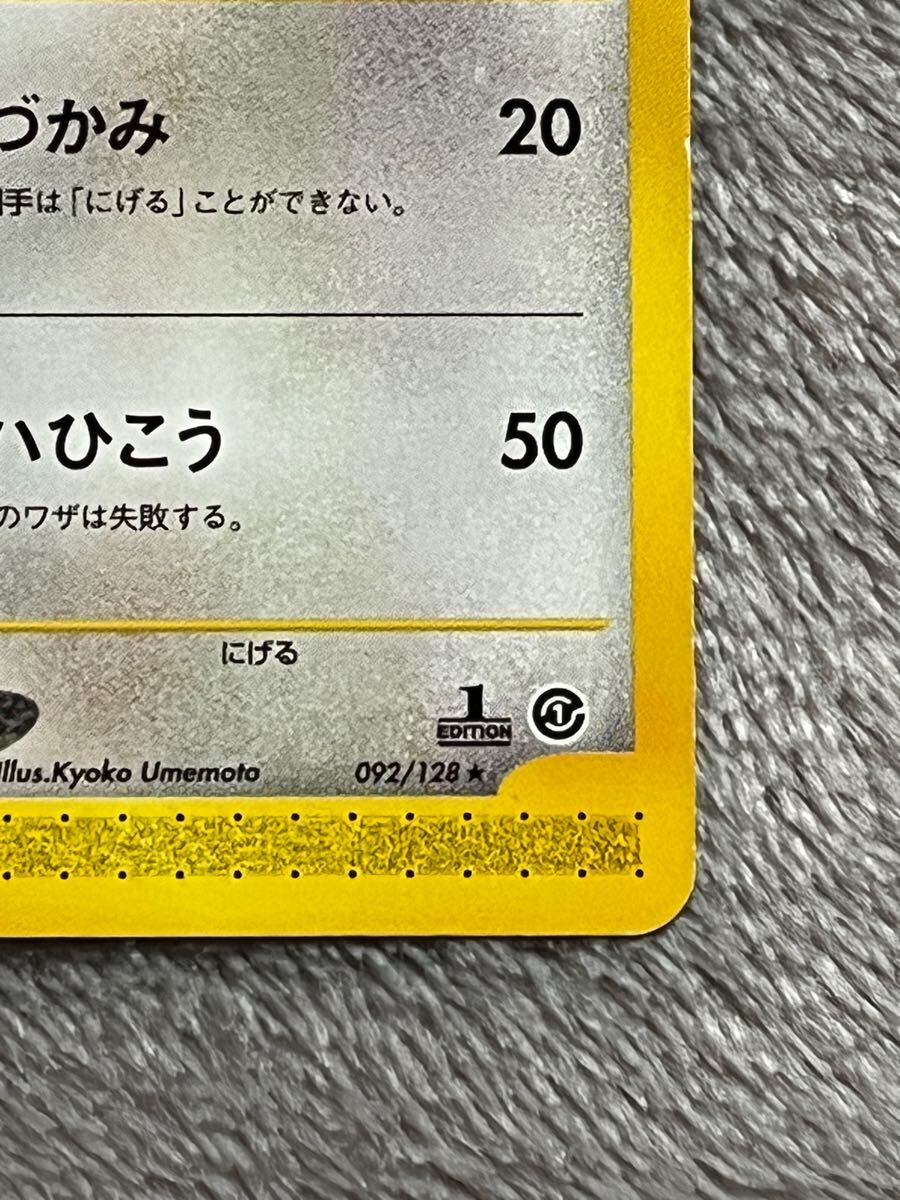 づかみ 20
手は「にげる」ことができない。
ハひこう 50
のワザは失敗する。
にげる
1
EDITION
1
Illus.Kyoko Umemoto 092/128 ★